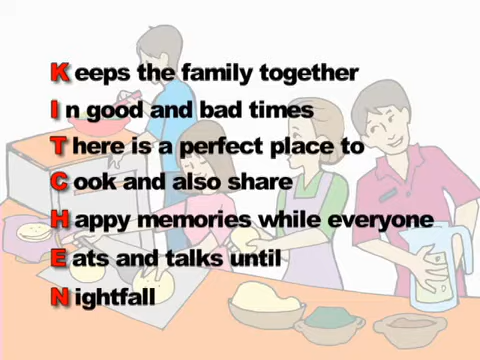 Keeps the family together
In good and bad times
There is a perfect place to
Cook and also share
Happy memories while everyone
Eats and talks until
Nightfall